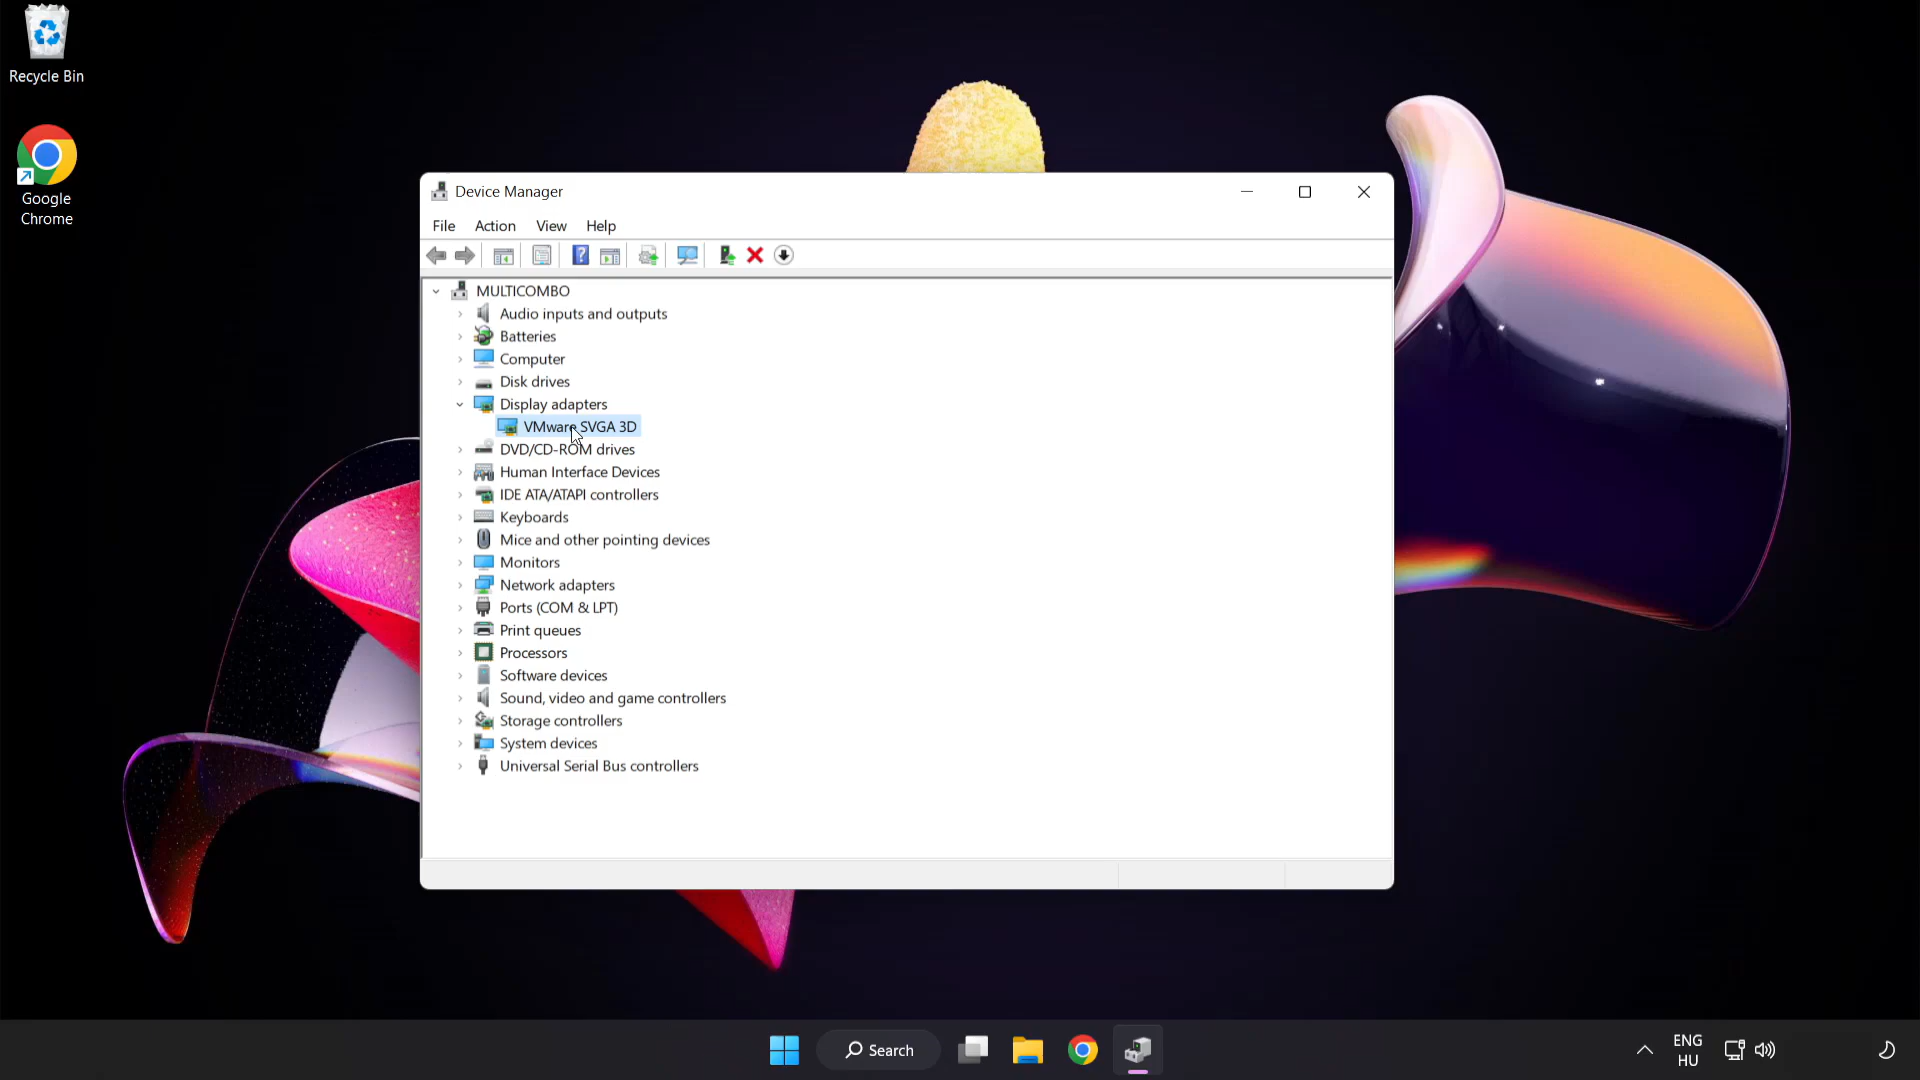 Recycle Bin
Google
Chrome
Device Manager
File Action View Help
MULTICOMBO
Audio inputs and outputs
Batteries
Computer
Disk drives
Display adapters
VMware SVGA 3D
DVD/CD-ROM drives
Human Interface Devices
IDE ATA/ATAPI controllers
Keyboards
Mice and other pointing devices
Monitors
Network adapters
Ports (COM & LPT)
Print queues
Processors
Software devices
Sound, video and game controllers
Storage controllers
System devices
Universal Serial Bus controllers
Search
ENG
HU